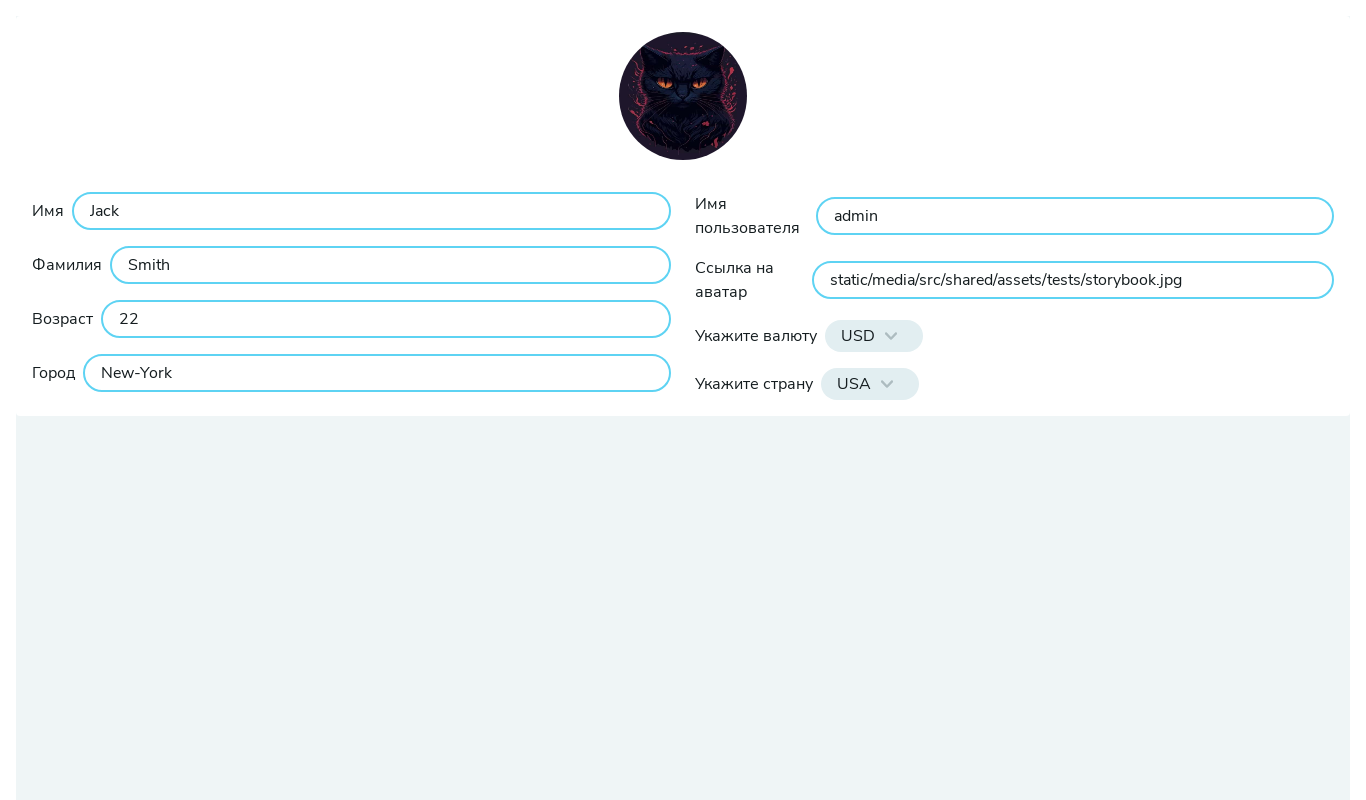 Имя Jack
Фамилия Smith
Возраст 22
Город New-York
Имя
пользователя
admin
Ссылка на
аватар
static/media/src/shared/assets/tests/storybook.jpg
Укажите валюту USD
Укажите страну USA